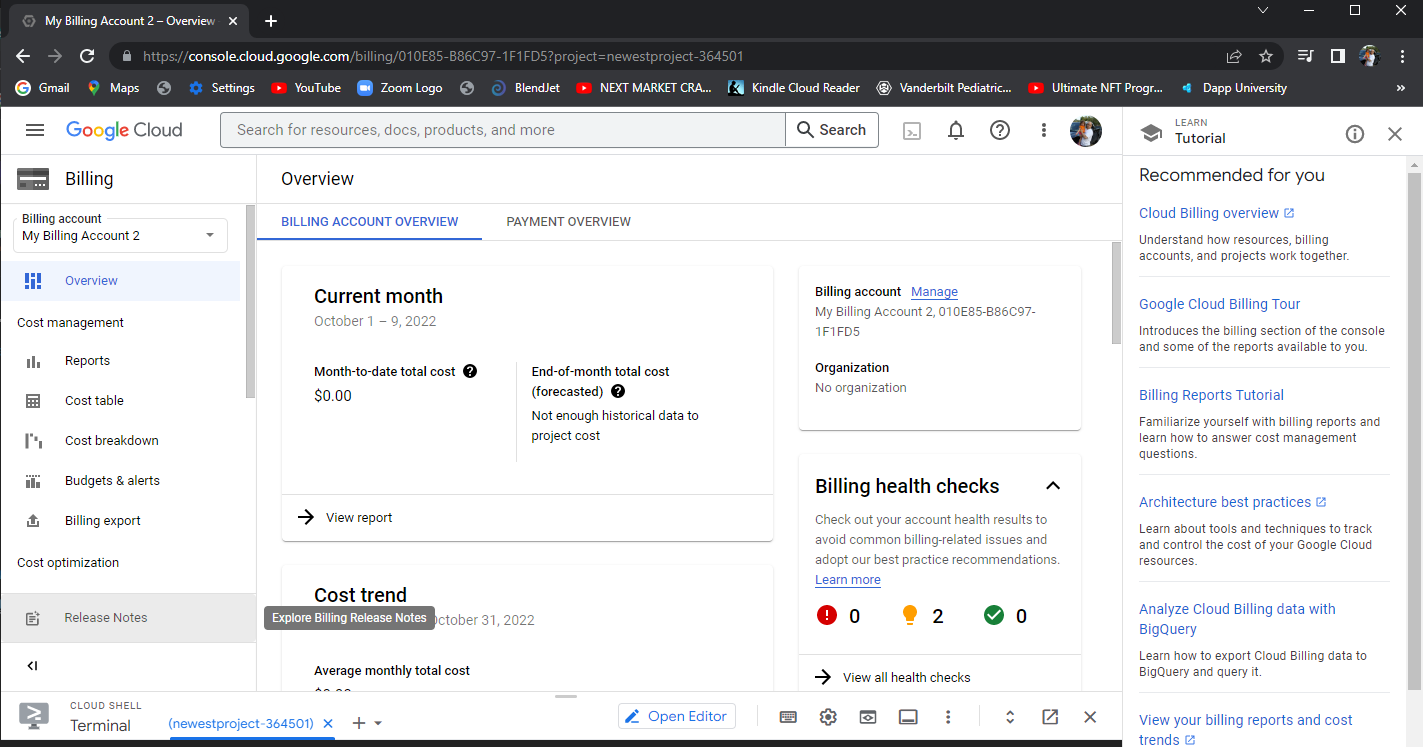 My Billing Account 2 – Overview
https://console.cloud.google.com/billing/010E85-B86C97-1F1FD5?project=newestproject-364501
Gmail
Maps
Settings
YouTube
Zoom Logo
BlendJet
NEXT MARKET CRA...
Kindle Cloud Reader
Vanderbilt Pediatric...
Ultimate NFT Progr...
Dapp University
»
Google Cloud
Search for resources, docs, products, and more
Search
Billing
Billing account
My Billing Account 2
Overview
Cost management
Reports
Cost table
Cost breakdown
Budgets & alerts
Billing export
Cost optimization
Release Notes
Explore Billing Release Notes
Overview
BILLING ACCOUNT OVERVIEW
PAYMENT OVERVIEW
Current month
October 1 – 9, 2022
Month-to-date total cost
$0.00
End-of-month total cost
(forecasted)
Not enough historical data to
project cost
View report
Cost trend
October 31, 2022
Average monthly total cost
Billing account Manage
My Billing Account 2, 010E85-B86C97-
1F1FD5
Organization
No organization
Billing health checks
Check out your account health results to
avoid common billing-related issues and
adopt our best practice recommendations.
Learn more
0 2 0
View all health checks
LEARN
Tutorial
Recommended for you
Cloud Billing overview
Understand how resources, billing
accounts, and projects work together.
Google Cloud Billing Tour
Introduces the billing section of the console
and some of the reports available to you.
Billing Reports Tutorial
Familiarize yourself with billing reports and
learn how to answer cost management
questions.
Architecture best practices
Learn about tools and techniques to track
and control the cost of your Google Cloud
resources.
Analyze Cloud Billing data with
BigQuery
Learn how to export Cloud Billing data to
BigQuery and query it.
View your billing reports and cost
trends
CLOUD SHELL
Terminal
(newestproject-364501)
Open Editor